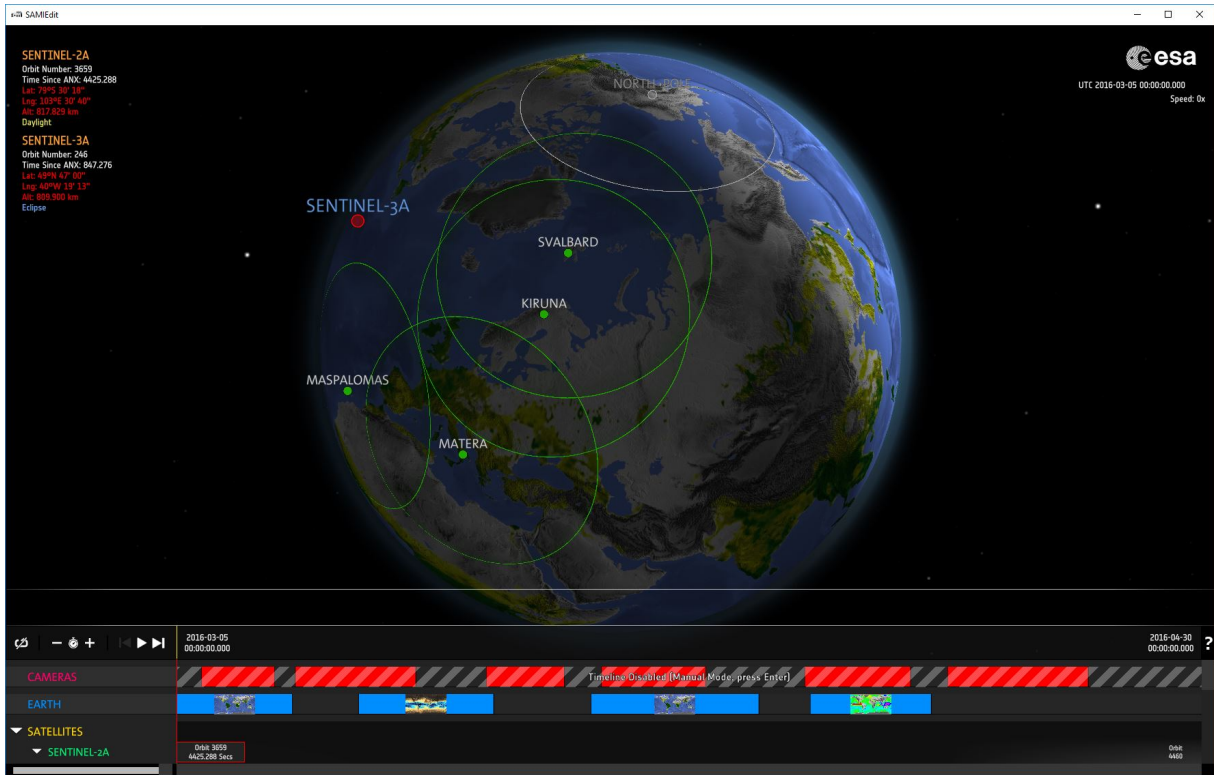 SAMIEdit
SENTINEL-2A
Orbit Number: 3659
Time Since ANX: 4425.288
Lat: 79ºS 30' 18"
Lng: 103ºE 30' 40"
Alt: 817.829 km
Daylight
SENTINEL-3A
Orbit Number: 246
Time Since ANX: 847.276
Lat: 49ºN 47' 00"
Lng: 40ºW 19' 13"
Alt: 809.900 km
Eclipse
esa
UTC 2016-03-05 00:00:00.000
Speed: 0x
NORTH-POLE
SENTINEL-3A
SVALBARD
KIRUNA
MASPALOMAS
MATERA
2016-03-05
00:00:00.000
2016-04-30
00:00:00.000
?
CAMERAS
Timeline Disabled (Manual Mode, press Enter)
EARTH
SATELLITES
SENTINEL-2A
Orbit 3659
4425.288 Secs
Orbit
4460